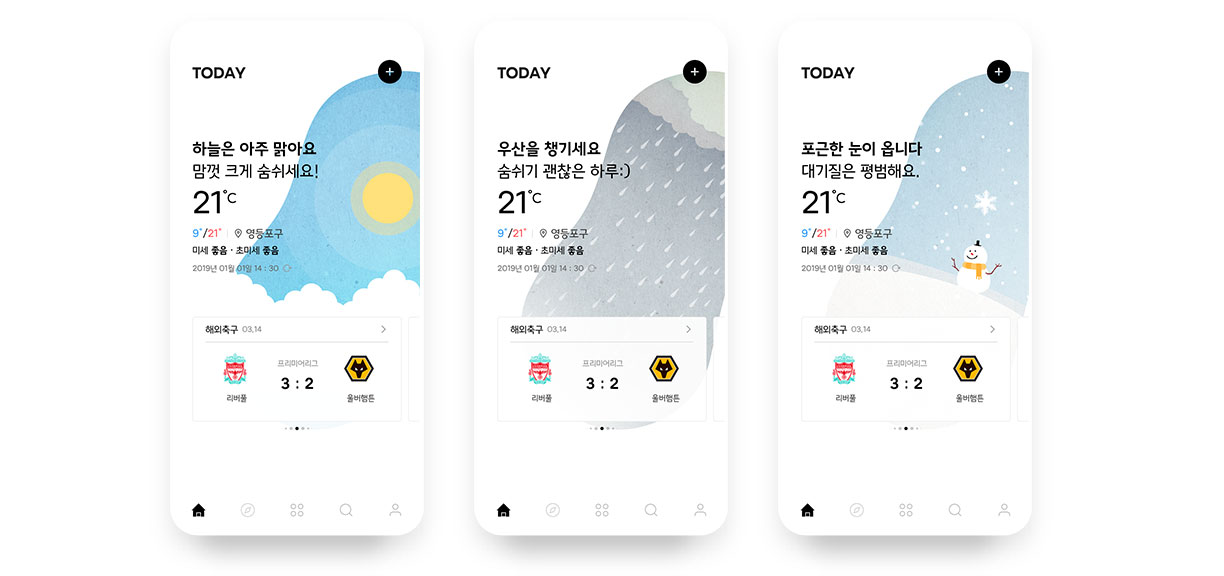 TODAY
하늘은 아주 맑아요
맘껏 크게 숨쉬세요!
21°C
9°/21° 영등포구
미세 좋음 · 초미세 좋음
2019년 01월 01일 14 : 30
해외축구 03.14
프리미어리그
3 : 2
리버풀 울버햄튼
TODAY
우산을 챙기세요
숨쉬기 괜찮은 하루:)
21°C
9°/21° 영등포구
미세 좋음 · 초미세 좋음
2019년 01월 01일 14 : 30
해외축구 03.14
프리미어리그
3 : 2
리버풀 울버햄튼
TODAY
포근한 눈이 옵니다
대기질은 평범해요.
21°C
9°/21° 영등포구
미세 좋음 · 초미세 좋음
2019년 01월 01일 14 : 30
해외축구 03.14
프리미어리그
3 : 2
리버풀 울버햄튼